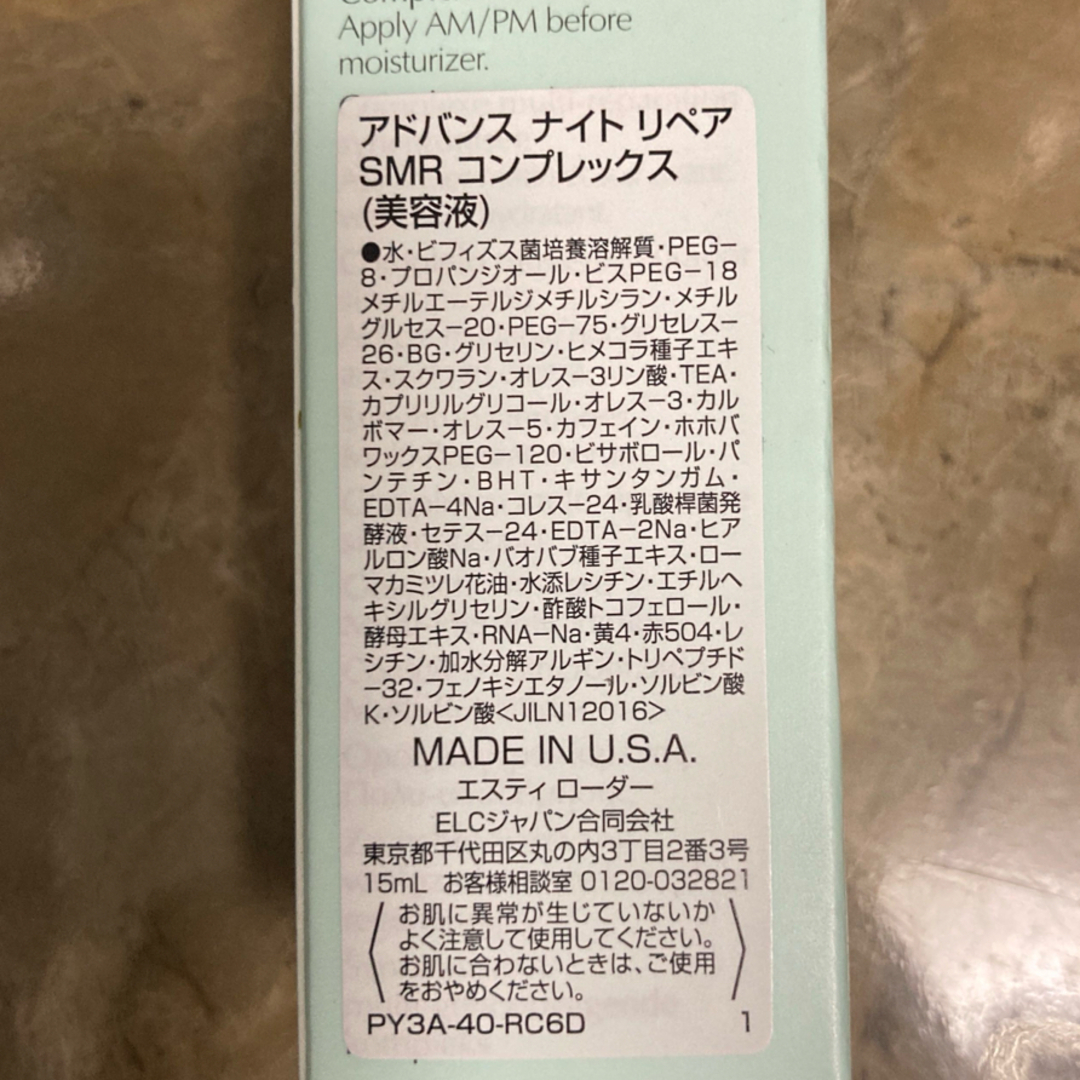 Apply AM/PM before
moisturizer.
アドバンス ナイト リペア
SMR コンプレックス
(美容液)
●水・ビフィズス菌培養溶解質・PEG−
8・プロパンジオール・ビスPEG−18
メチルエーテルジメチルシラン・メチル
グルセス−20・PEG−75・グリセレス−
26・BG・グリセリン・ヒメコラ種子エキ
ス・スクワラン・オレス−3リン酸・TEA・
カプリリルグリコール・オレス−3・カル
ボマー・オレス−5・カフェイン・ホホバ
ワックスPEG−120・ビサボロール・パ
ンテチン・BHT・キサンタンガム・
EDTA−4Na・コレス−24・乳酸桿菌発
酵液・セテス−24・EDTA−2Na・ヒア
ルロン酸Na・バオバブ種子エキス・ロー
マカミツレ花油・水添レシチン・エチルヘ
キシルグリセリン・酢酸トコフェロール・
酵母エキス・RNA−Na・黄4・赤504・レ
シチン・加水分解アルギン・トリペプチド
−32・フェノキシエタノール・ソルビン酸
K・ソルビン酸<JILN12016>
MADE IN U.S.A.
エスティ ローダー
ELCジャパン合同会社
東京都千代田区丸の内3丁目2番3号
15mL お客様相談室 0120-032821
お肌に異常が生じていないか
よく注意して使用してください。
お肌に合わないときは、ご使用
をおやめください。
PY3A-40-RC6D 1